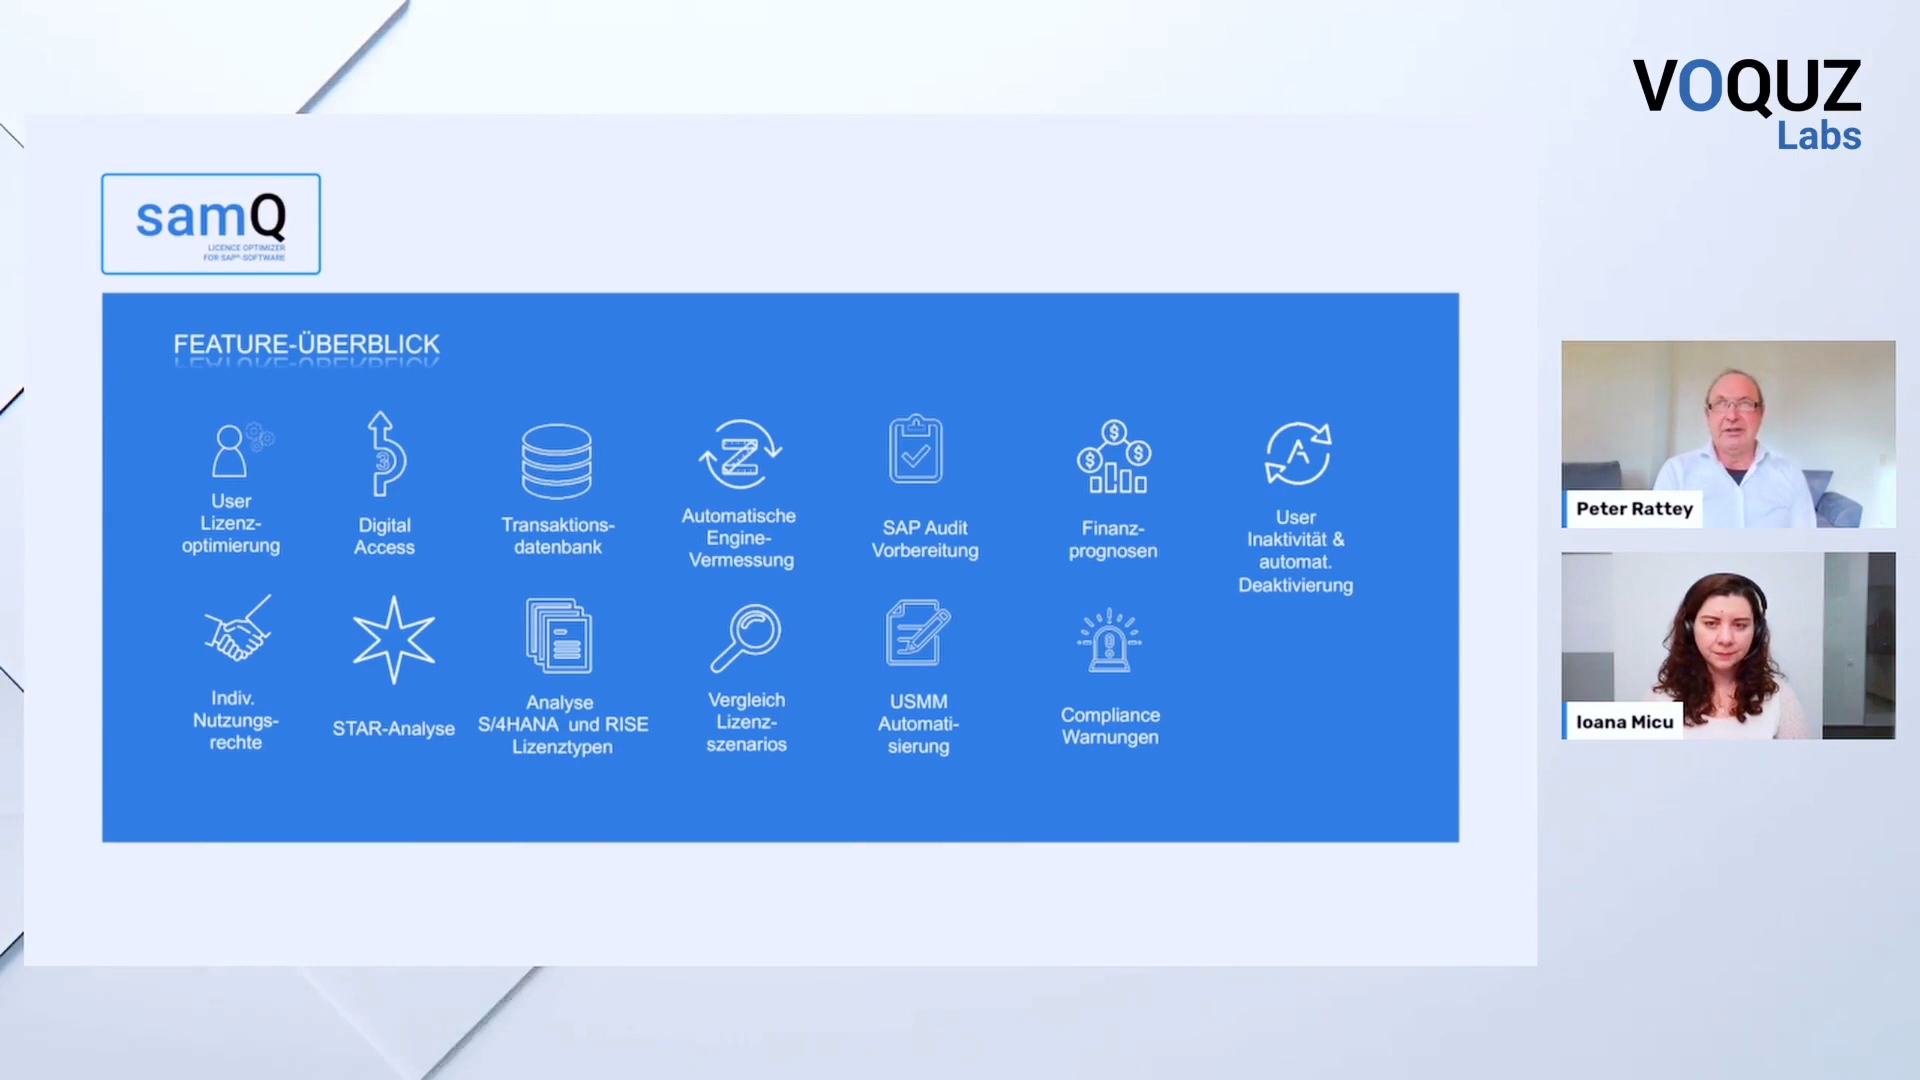 VOQUZ
Labs
samQ
LICENCE OPTIMIZER
FOR SAP®-SOFTWARE
FEATURE-ÜBERBLICK
User
Lizenz-
optimierung
3
Digital
Access
Transaktions-
datenbank
Automatische
Engine-
Vermessung
SAP Audit
Vorbereitung
$
$
$
Finanz-
prognosen
A
User
Inaktivität &
automat.
Deaktivierung
Indiv.
Nutzungs-
rechte
STAR-Analyse
Analyse
S/4HANA und RISE
Lizenztypen
Vergleich
Lizenz-
szenarios
USMM
Automati-
sierung
Compliance
Warnungen
Peter Rattey
Ioana Micu